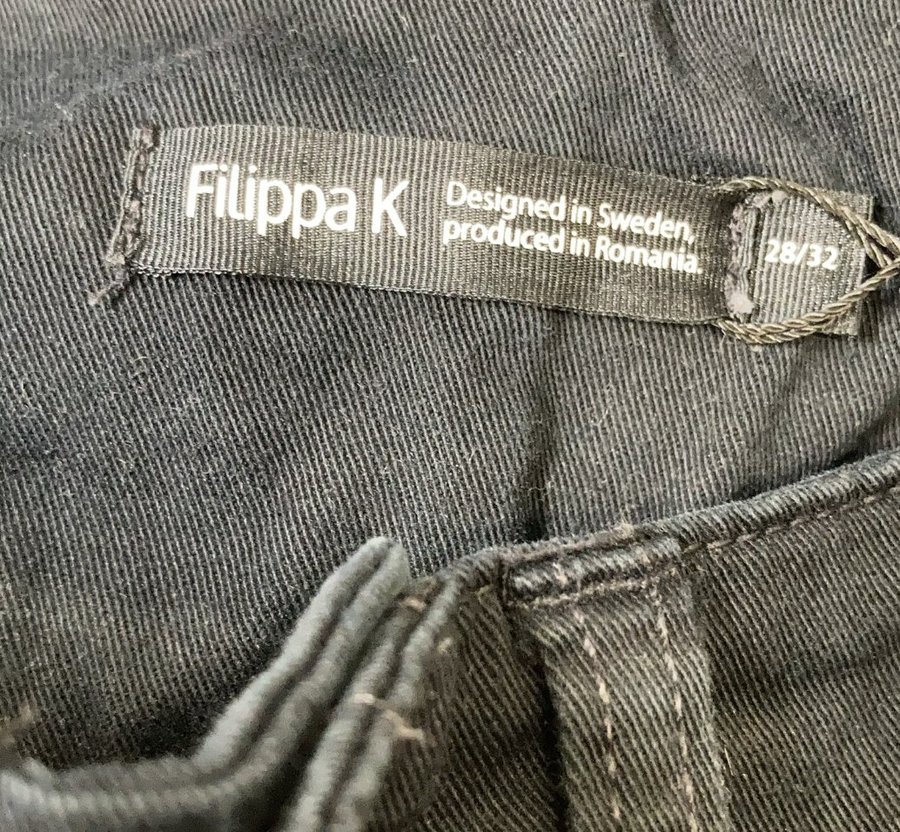 Filippa K
Designed in Sweden,
produced in Romania.
28/32